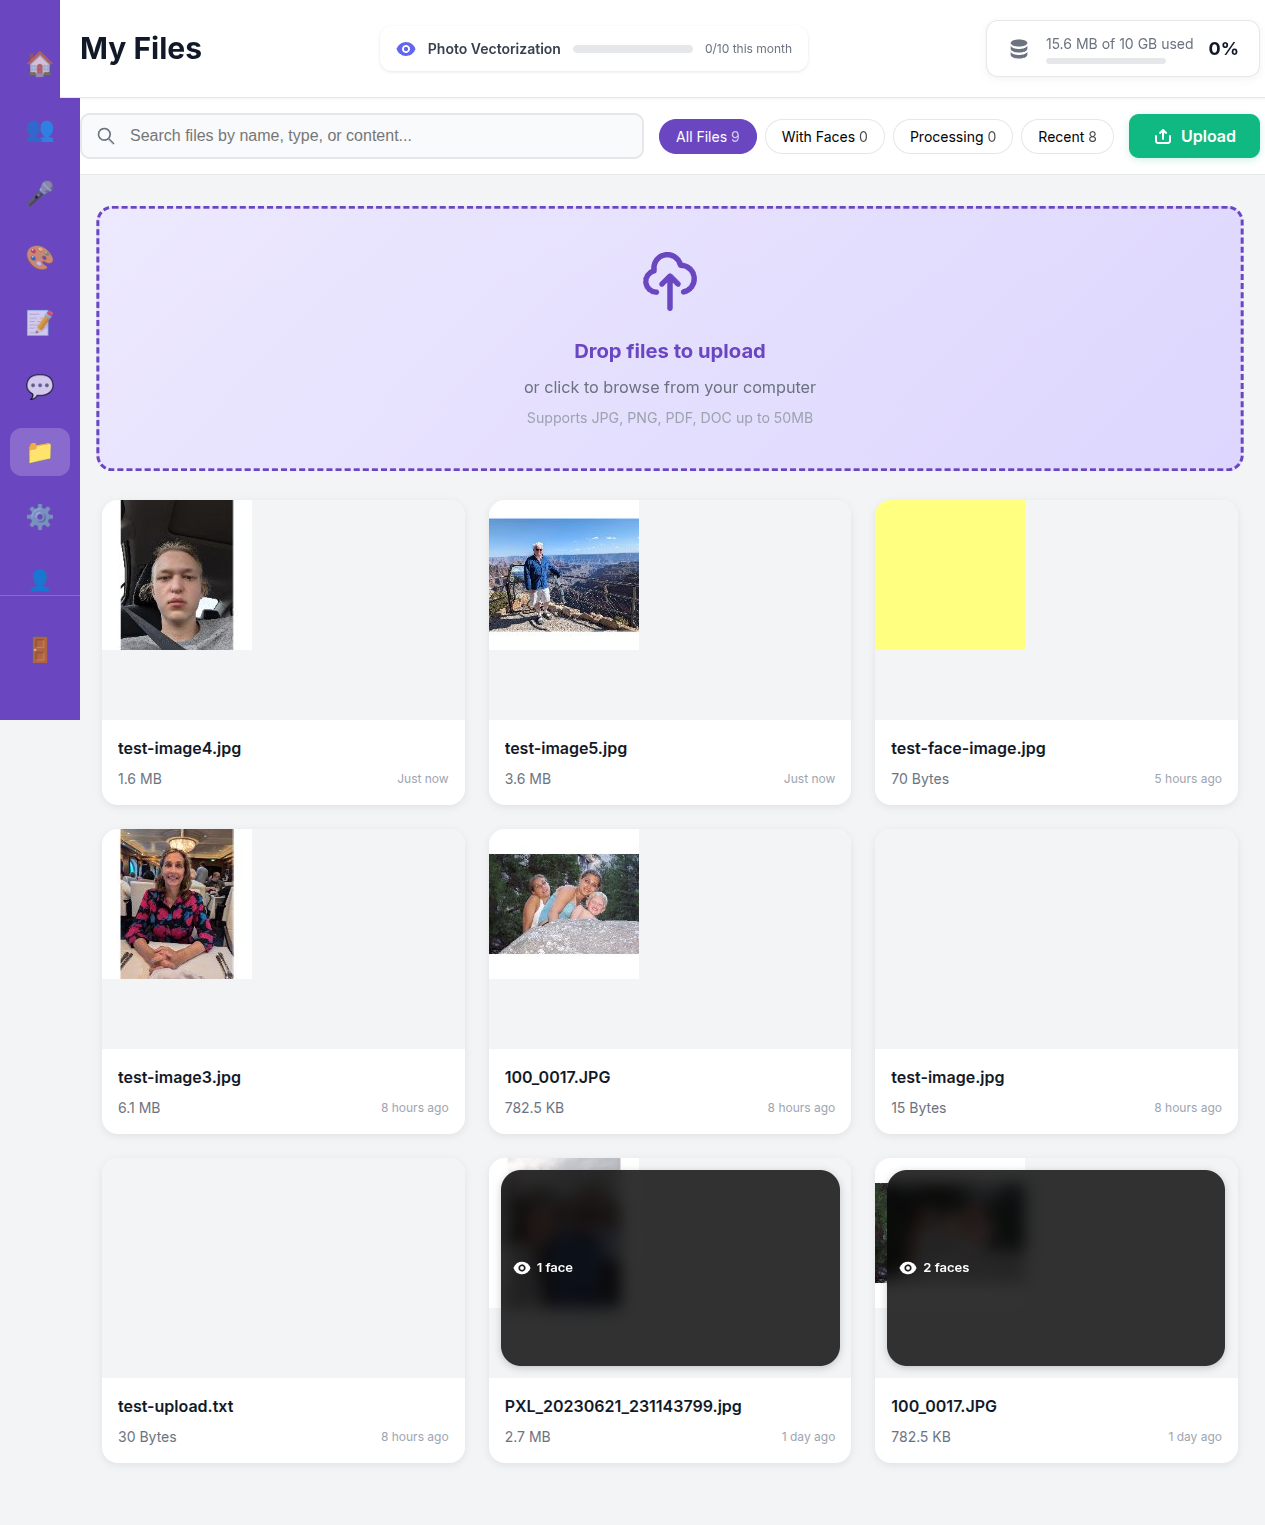 My Files
Photo Vectorization
0/10 this month
15.6 MB of 10 GB used
0%
Search files by name, type, or content...
All Files 9
With Faces 0
Processing 0
Recent 8
Upload
Drop files to upload
or click to browse from your computer
Supports JPG, PNG, PDF, DOC up to 50MB
test-image4.jpg
1.6 MB
Just now
test-image5.jpg
3.6 MB
Just now
test-face-image.jpg
70 Bytes
5 hours ago
test-image3.jpg
6.1 MB
8 hours ago
100_0017.JPG
782.5 KB
8 hours ago
test-image.jpg
15 Bytes
8 hours ago
1 face
2 faces
test-upload.txt
30 Bytes
8 hours ago
PXL_20230621_231143799.jpg
2.7 MB
1 day ago
100_0017.JPG
782.5 KB
1 day ago